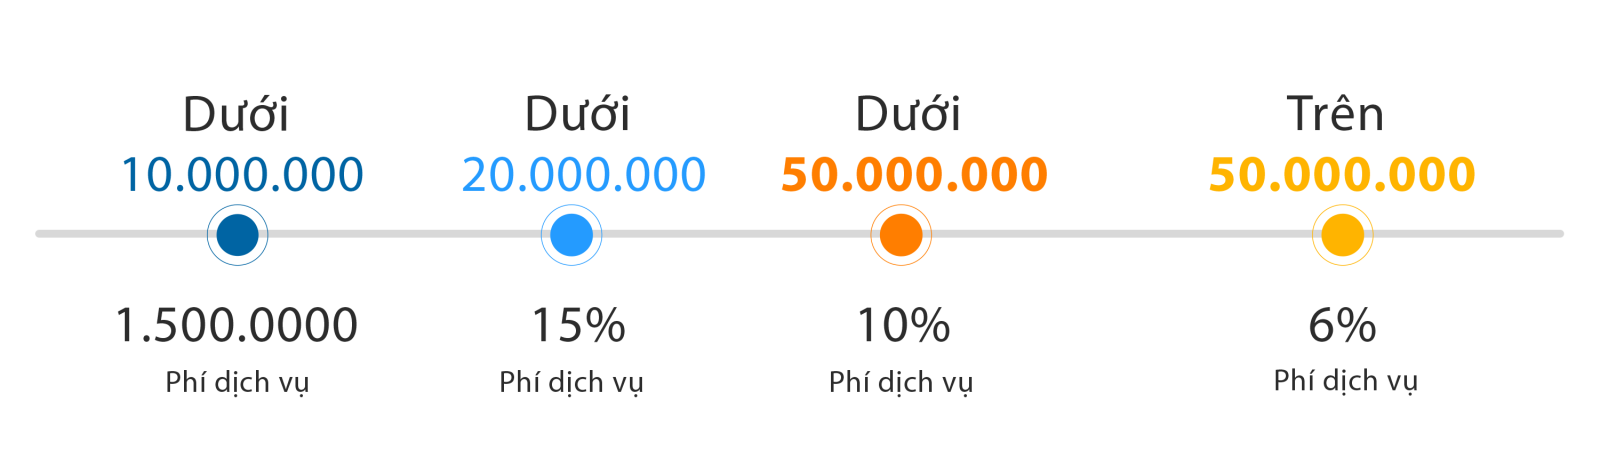 Dưới
10.000.000
1.500.0000
Phí dịch vụ
Dưới
20.000.000
15%
Phí dịch vụ
Dưới
50.000.000
10%
Phí dịch vụ
Trên
50.000.000
6%
Phí dịch vụ